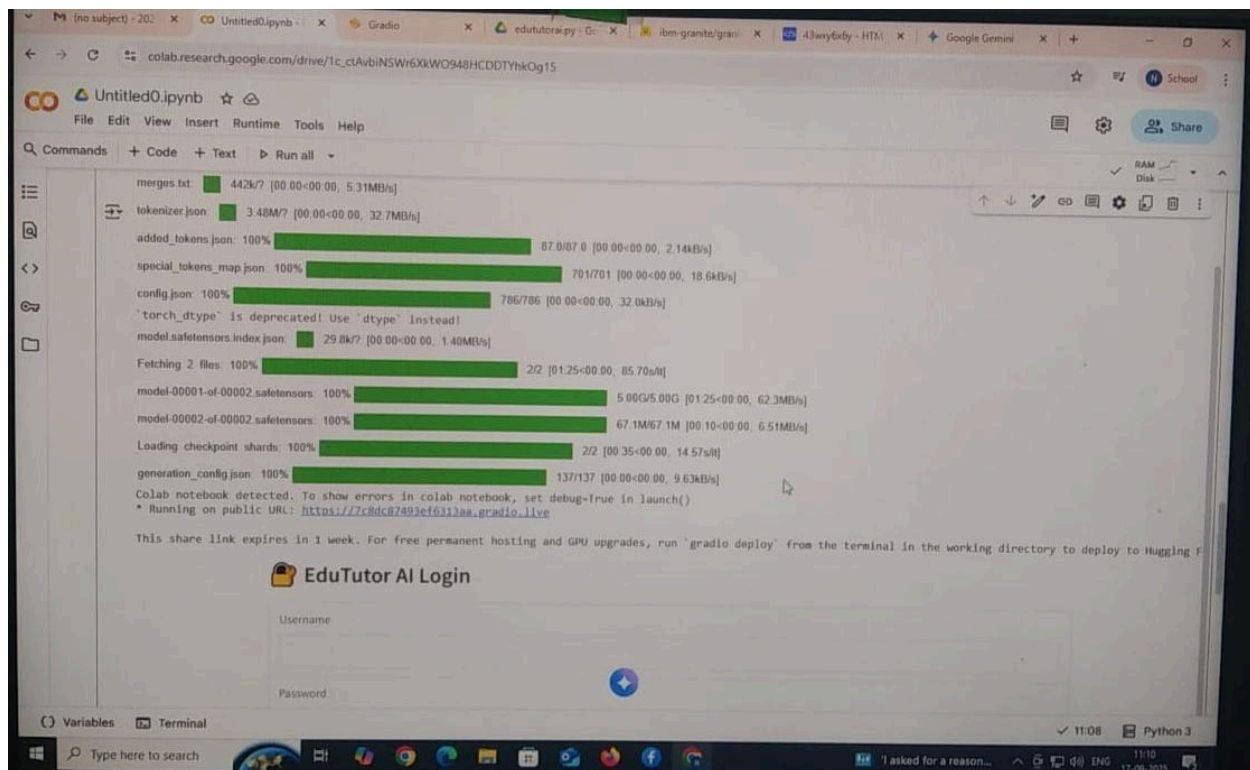 (no subject) - 202
Untitled0.ipynb -
Gradio
edututorai.py - Go
ibm-granite/grani
43wxy6x6y - HTM
Google Gemini
colab.research.google.com/drive/1c_ctAvbiNSWr6XkWO948HCDDTYhkOg15
School
CO Untitled0.ipynb
File Edit View Insert Runtime Tools Help
Share
Commands + Code + Text Run all
RAM
Disk
merges.txt: 442k/? [00:00<00:00, 5.31MB/s]
tokenizer.json: 3.48M/? [00:00<00:00, 32.7MB/s]
added_tokens.json: 100% 87.0/87.0 [00:00<00:00, 2.14kB/s]
special_tokens_map.json: 100% 701/701 [00:00<00:00, 18.6kB/s]
config.json: 100% 786/786 [00:00<00:00, 32.0kB/s]
`torch_dtype` is deprecated! Use `dtype` instead!
model.safetensors.index.json: 29.8k/? [00:00<00:00, 1.40MB/s]
Fetching 2 files: 100% 2/2 [01:25<00:00, 85.70s/it]
model-00001-of-00002.safetensors: 100% 5.00G/5.00G [01:25<00:00, 62.3MB/s]
model-00002-of-00002.safetensors: 100% 67.1M/67.1M [00:10<00:00, 6.51MB/s]
Loading checkpoint shards: 100% 2/2 [00:35<00:00, 14.57s/it]
generation_config.json: 100% 137/137 [00:00<00:00, 9.63kB/s]
Colab notebook detected. To show errors in colab notebook, set debug=True in launch()
* Running on public URL: https://7c8dc87493ef6313aa.gradio.live
This share link expires in 1 week. For free permanent hosting and GPU upgrades, run `gradio deploy` from the terminal in the working directory to deploy to Hugging F
EduTutor AI Login
Username
Password
Variables Terminal
11:08 Python 3
Type here to search
'I asked for a reason...
ENG
11:10
17-09-2025